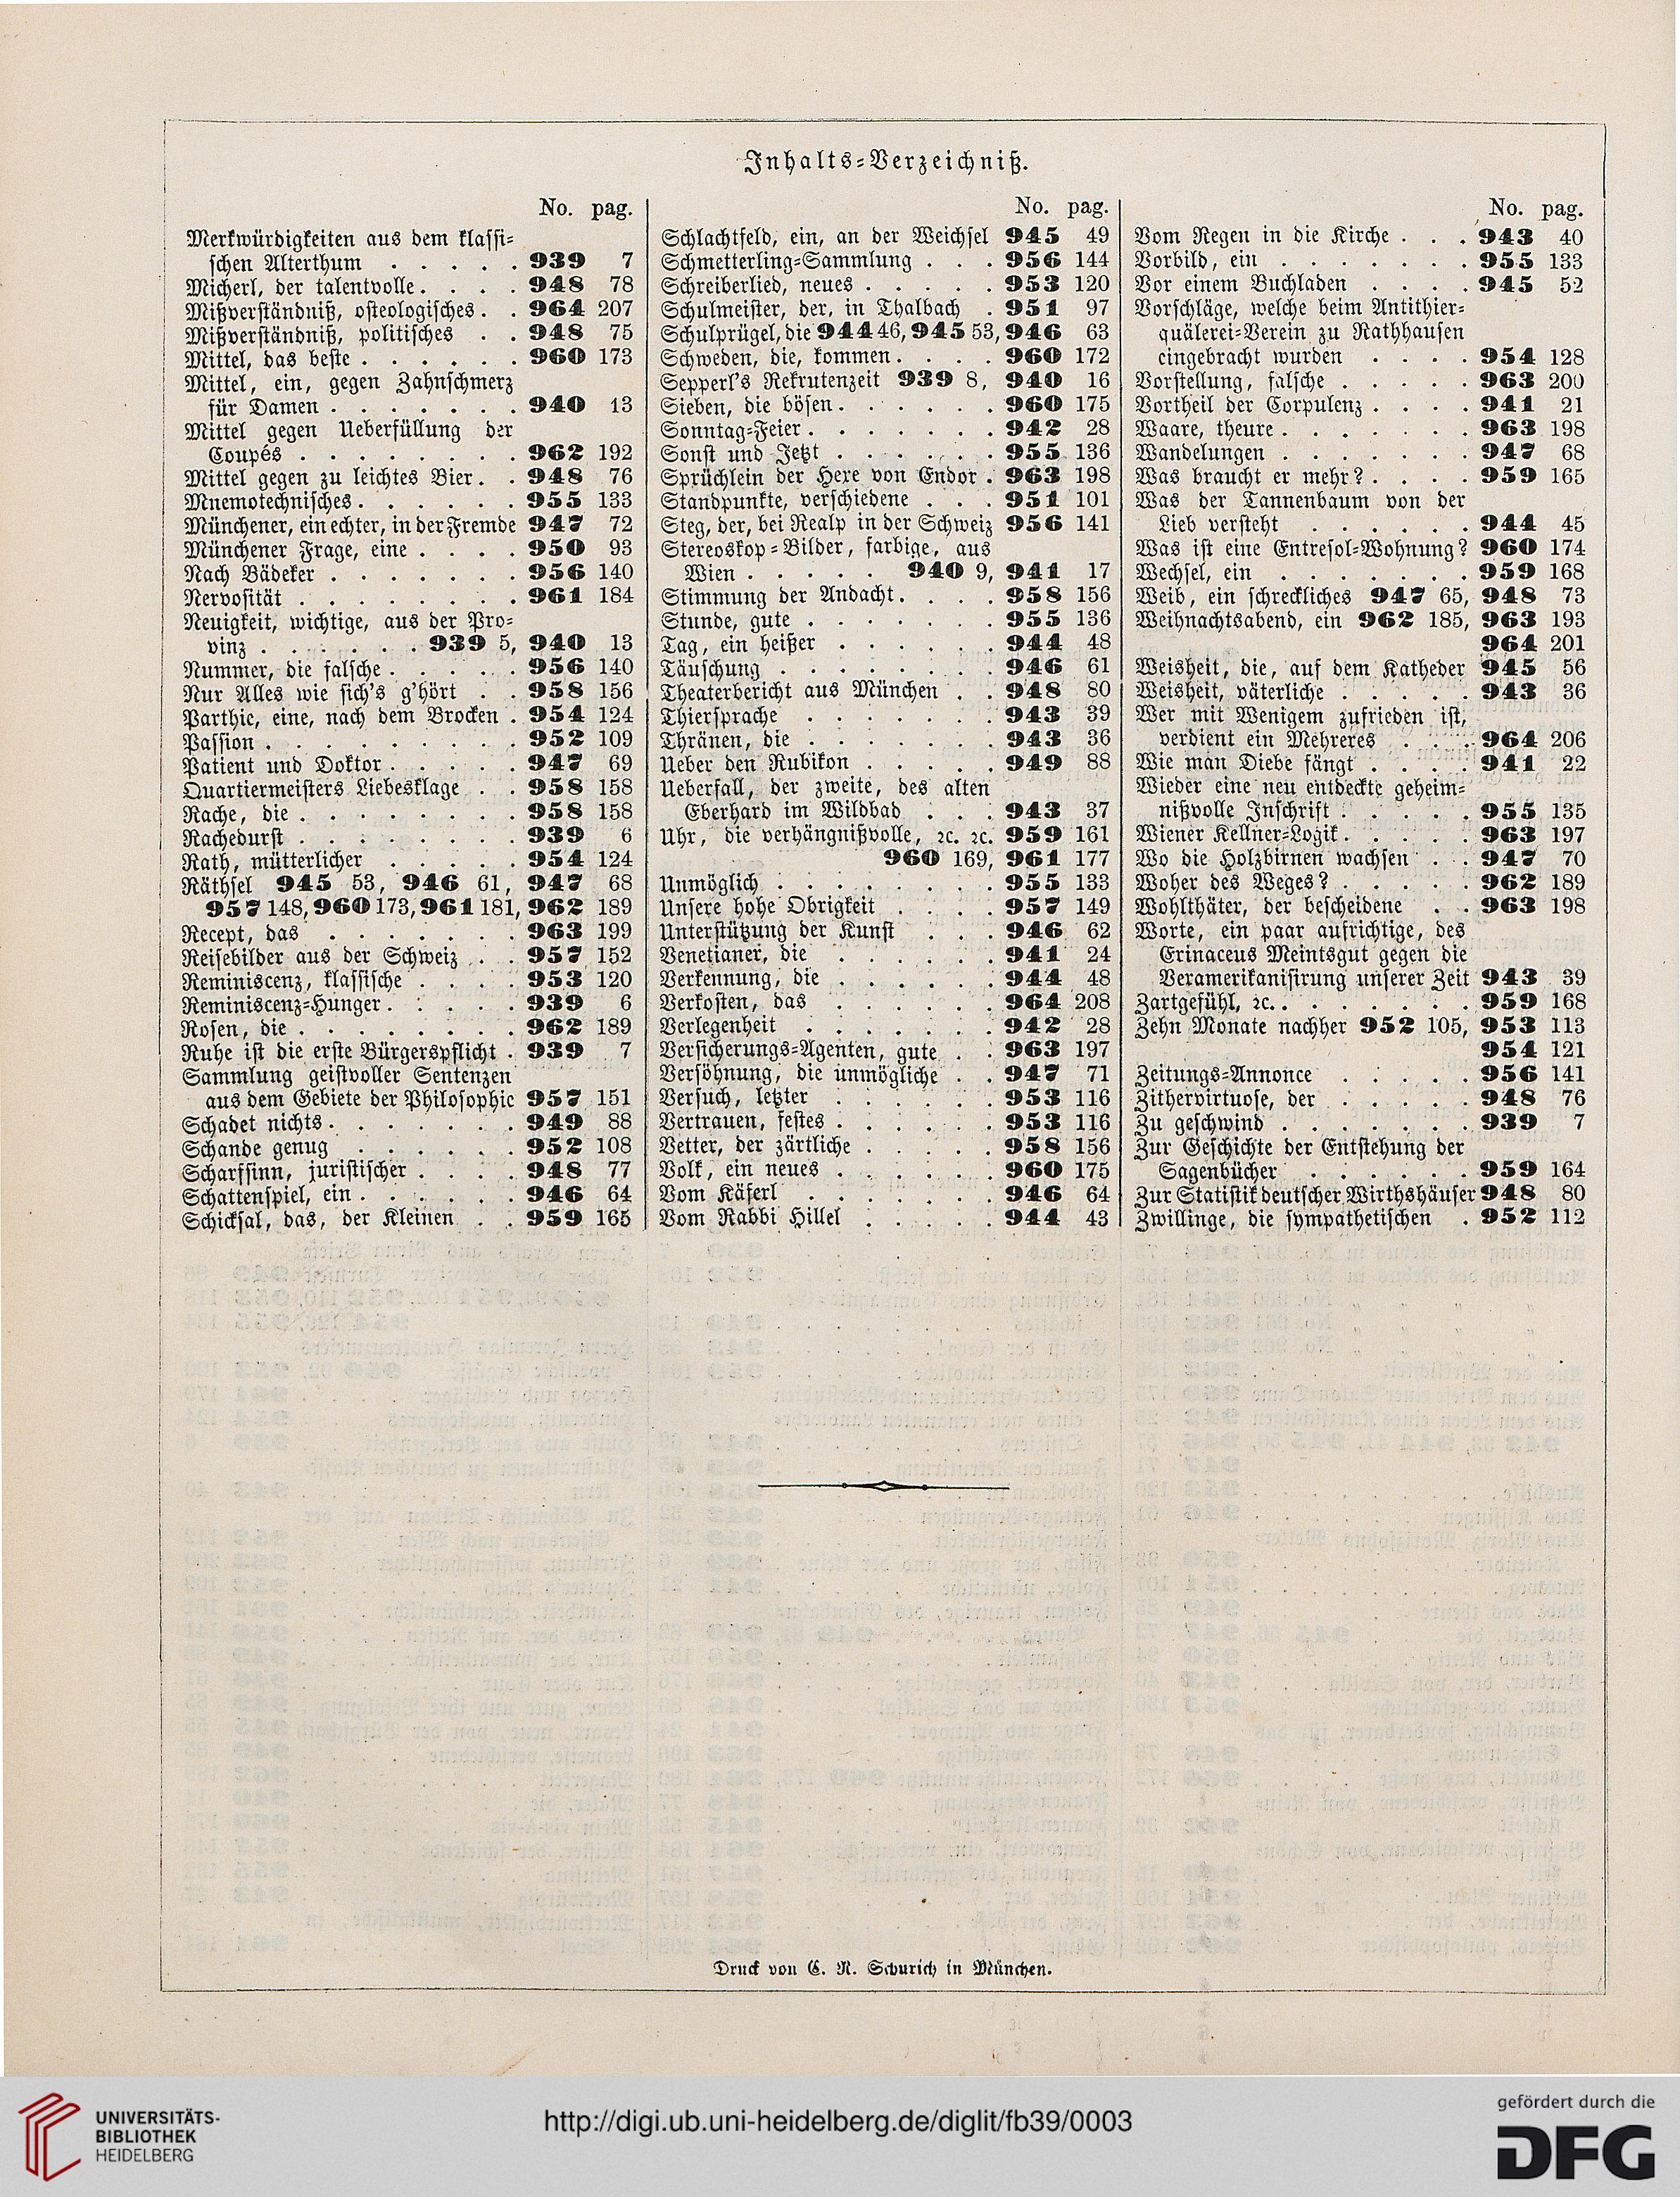 Inhalts-Verzeichniß.
No. pag.
Merkwürdigkeiten aus dem klassi-
schen Alterthum . . . . . 939 7
Micherl, der talentvolle . . . . 948 78
Mißverständniß, osteologisches . . 964 207
Mißverständniß, politisches . . 948 75
Mittel, das beste . . . . . . 960 173
Mittel, ein, gegen Zahnschmerz
für Damen . . . . . . . 940 13
Mittel gegen Ueberfüllung der
Coupés . . . . . . . . 962 192
Mittel gegen zu leichtes Bier . . 948 76
Mnemotechnisches . . . . . . 955 133
Münchener, ein echter, in der Fremde 947 72
Münchener Frage, eine . . . . 950 93
Nach Bädeker . . . . . . . 956 140
Nervosität . . . . . . . . 961 184
Neuigkeit, wichtige, aus der Pro-
vinz . . . . . . 939 5, 940 13
Nummer, die falsche . . . . . 956 140
Nur Alles wie sich's g'hört . . 958 156
Parthie, eine, nach dem Brocken . 954 124
Passion . . . . . . . . . 952 109
Patient und Doktor . . . . . 947 69
Quartiermeisters Liebesklage . . 958 158
Rache, die . . . . . . . . 958 158
Rachedurst . . . . . . . . 939 6
Rath, mütterlicher . . . . . 954 124
Räthsel 945 53, 946 61, 947 68
957 148, 960 173, 961 181, 962 189
Recept, das . . . . . . . 963 199
Reisebilder aus der Schweiz . . 957 152
Reminiscenz, klassische . . . . 953 120
Reminiscenz-Hunger . . . . . 939 6
Rosen, die . . . . . . . . 962 189
Ruhe ist die erste Bürgerspflicht . 939 7
Sammlung geistvoller Sentenzen
aus dem Gebiete der Philosophie 957 151
Schadet nichts . . . . . . . 949 88
Schande genug . . . . . . 952 108
Scharfsinn, juristischer . . . . 948 77
Schattenspiel, ein . . . . . . 946 64
Schicksal, das, der Kleinen . . 959 165
No. pag.
Schlachtfeld, ein, an der Weichsel 945 49
Schmetterling-Sammlung . . . 956 144
Schreiberlied, neues . . . . . 953 120
Schulmeister, der, in Thalbach . 951 97
Schulprügel, die 944 46, 945 53, 946 63
Schweden, die, kommen . . . . 960 172
Sepperl's Rekrutenzeit 939 8, 940 16
Sieben, die bösen . . . . . . 960 175
Sonntag-Feier . . . . . . . 942 28
Sonst und Jetzt . . . . . . 955 136
Sprüchlein der Hexe von Endor . 963 198
Standpunkte, verschiedene . . . 951 101
Steg, der, bei Realp in der Schweiz 956 141
Stereoskop-Bilder, farbige, aus
Wien . . . . . 940 9, 941 17
Stimmung der Andacht . . . . 958 156
Stunde, gute . . . . . . . 955 136
Tag, ein heißer . . . . . . 944 48
Täuschung . . . . . . . . 946 61
Theaterbericht aus München . . 948 80
Thiersprache . . . . . . . 943 39
Thränen, die . . . . . . . 943 36
Ueber den Rubikon . . . . . 949 88
Ueberfall, der zweite, des alten
Eberhard im Wildbad . . . 943 37
Uhr, die verhängnißvolle, ꝛc. ꝛc. 959 161
960 169, 961 177
Unmöglich . . . . . . . . 955 133
Unsere hohe Obrigkeit . . . . 957 149
Unterstützung der Kunst . . . 946 62
Venetianer, die . . . . . . 941 24
Verkennung, die . . . . . . 944 48
Verkosten, das . . . . . . 964 208
Verlegenheit . . . . . . . 942 28
Versicherungs-Agenten, gute . . 963 197
Versöhnung, die unmögliche . . 947 71
Versuch, letzter . . . . . . 953 116
Vertrauen, festes . . . . . . 953 116
Vetter, der zärtliche . . . . . 958 156
Volk, ein neues . . . . . . 960 175
Vom Käferl . . . . . . . 946 64
Vom Rabbi Hillel . . . . . 944 43
No. pag.
Vom Regen in die Kirche . . . 943 40
Vorbild, ein . . . . . . . 955 133
Vor einem Buchladen . . . . 945 52
Vorschläge, welche beim Antithier-
quälerei-Verein zu Rathhausen
eingebracht wurden . . . . 954 128
Vorstellung, falsche . . . . . 963 200
Vortheil der Corpulenz . . . . 941 21
Waare, theure . . . . . . . 963 198
Wandelungen . . . . . . . 947 68
Was braucht er mehr? . . . . 959 165
Was der Tannenbaum von der
Lieb versteht . . . . . . 944 45
Was ist eine Entresol-Wohnung? 960 174
Wechsel, ein . . . . . . . 959 168
Weib, ein schreckliches 947 65, 948 73
Weihnachtsabend, ein 962 185, 963 193
964 201
Weisheit, die, auf dem Katheder 945 56
Weisheit, väterliche . . . . . 943 36
Wer mit Wenigem zufrieden ist,
verdient ein Mehreres . . . 964 206
Wie man Diebe fängt . . . . 941 22
Wieder eine neu entdeckte geheim-
nißvolle Inschrift . . . . . 955 135
Wiener Kellner-Logik . . . . . 963 197
Wo die Holzbirnen wachsen . . 947 70
Woher des Weges? . . . . . 962 189
Wohlthäter, der bescheidene . . 963 198
Worte, ein paar aufrichtige, des
Erinaceus Meintsgut gegen die
Veramerikanisirung unserer Zeit 943 39
Zartgefühl, ꝛc. . . . . . . . 959 168
Zehn Monate nachher 952 105, 953 113
954 121
Zeitungs-Annonce . . . . . 956 141
Zithervirtuose, der . . . . . 948 76
Zu geschwind . . . . . . . 939 7
Zur Geschichte der Entstehung der
Sagenbücher . . . . . . 959 164
Zur Statistik deutscher Wirthshäuser 948 80
Zwillinge, die sympathetischen . 952 112
Druck von C. R. Schurich in München.
UNIVERSITÄTS-
BIBLIOTHEK
HEIDELBERG
http://digi.ub.uni-heidelberg.de/diglit/fb39/0003
gefördert durch die
DFG